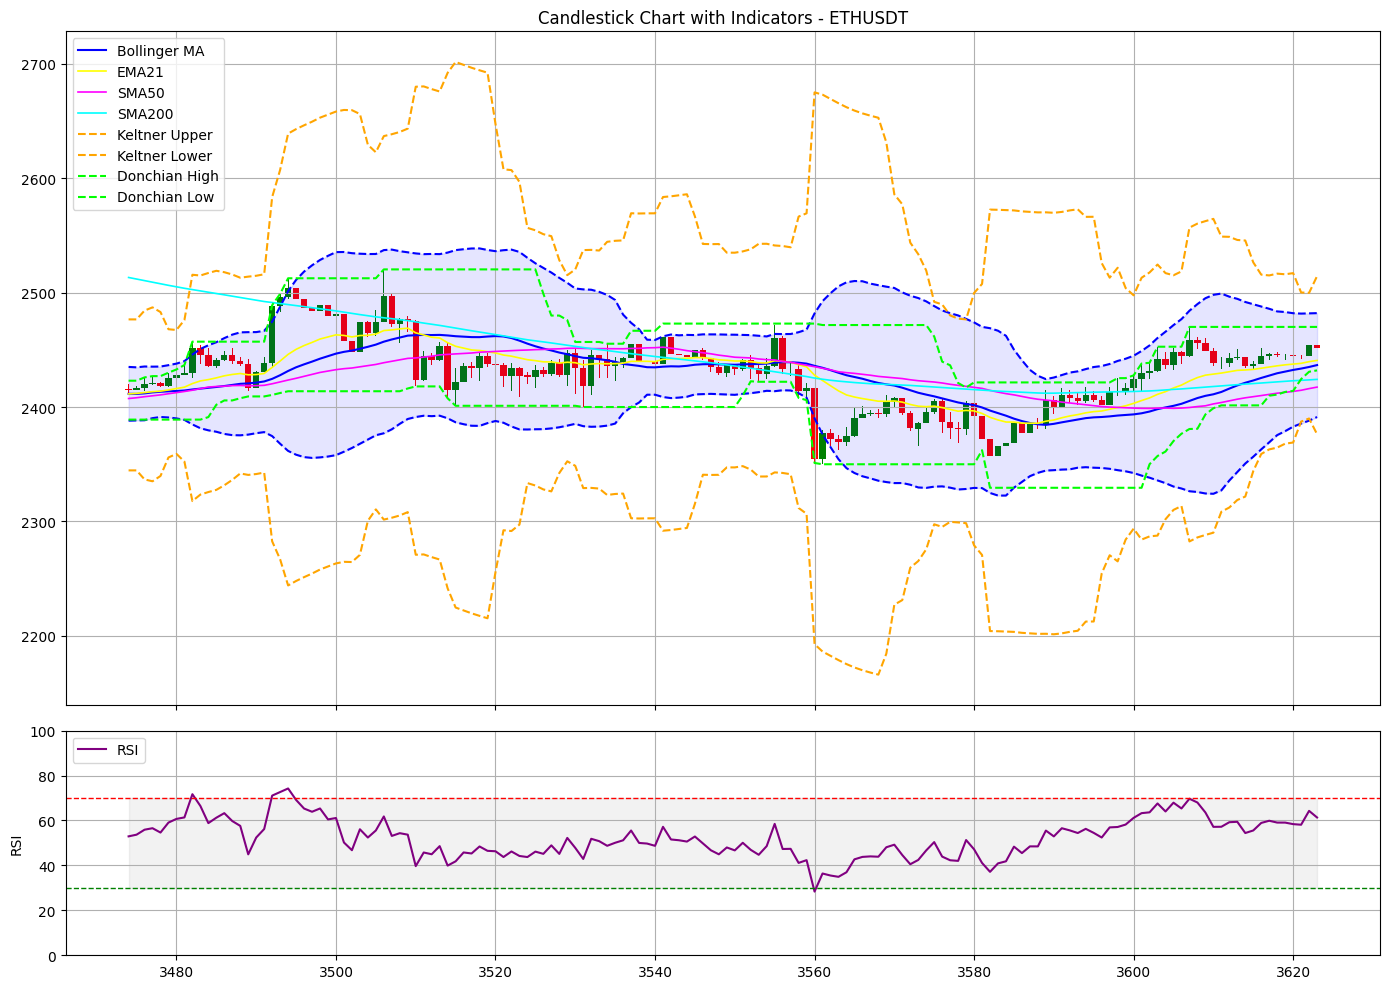 Candlestick Chart with Indicators - ETHUSDT
Bollinger MA
EMA21
SMA50
SMA200
Keltner Upper
Keltner Lower
Donchian High
Donchian Low
2700
2600
2500
2400
2300
2200
RSI
100
80
60
40
20
0
RSI
3480 3500 3520 3540 3560 3580 3600 3620